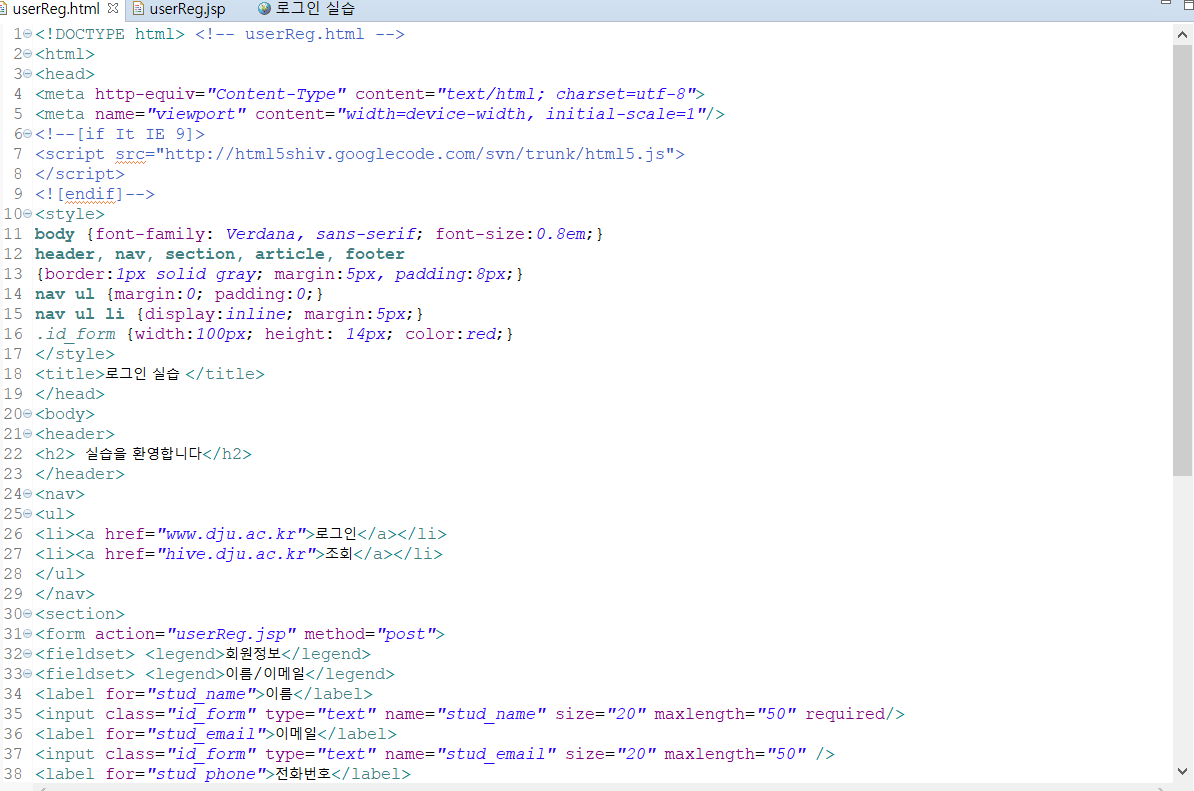 userReg.html userReg.jsp 로그인 실습
1 <!DOCTYPE html> <!-- userReg.html -->
2 <html>
3 <head>
4 <meta http-equiv="Content-Type" content="text/html; charset=utf-8">
5 <meta name="viewport" content="width=device-width, initial-scale=1"/>
6 <!--[if It IE 9]>
7 <script src="http://html5shiv.googlecode.com/svn/trunk/html5.js">
8 </script>
9 <![endif]-->
10 <style>
11 body {font-family: Verdana, sans-serif; font-size:0.8em;}
12 header, nav, section, article, footer
13 {border:1px solid gray; margin:5px, padding:8px;}
14 nav ul {margin:0; padding:0;}
15 nav ul li {display:inline; margin:5px;}
16 .id_form {width:100px; height: 14px; color:red;}
17 </style>
18 <title>로그인 실습 </title>
19 </head>
20 <body>
21 <header>
22 <h2> 실습을 환영합니다</h2>
23 </header>
24 <nav>
25 <ul>
26 <li><a href="www.dju.ac.kr">로그인</a></li>
27 <li><a href="hive.dju.ac.kr">조회</a></li>
28 </ul>
29 </nav>
30 <section>
31 <form action="userReg.jsp" method="post">
32 <fieldset> <legend>회원정보</legend>
33 <fieldset> <legend>이름/이메일</legend>
34 <label for="stud_name">이름</label>
35 <input class="id_form" type="text" name="stud_name" size="20" maxlength="50" required/>
36 <label for="stud_email">이메일</label>
37 <input class="id_form" type="text" name="stud_email" size="20" maxlength="50" />
38 <label for="stud_phone">전화번호</label>